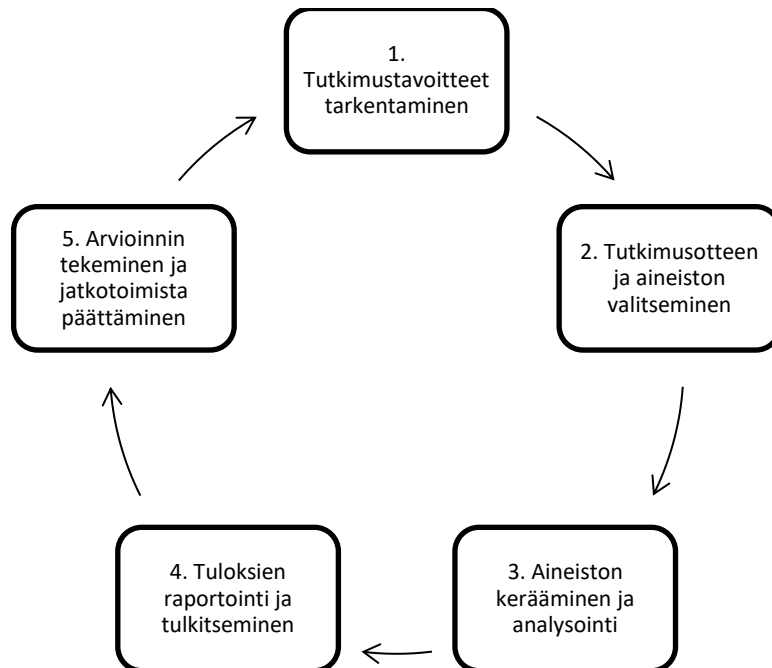 1.
Tutkimustavoitteet
tarkentaminen
2. Tutkimusotteen
ja aineiston
valitseminen
3. Aineiston
kerääminen ja
analysointi
4. Tuloksien
raportointi ja
tulkitseminen
5. Arvioinnin
tekeminen ja
jatkotoimista
päättäminen